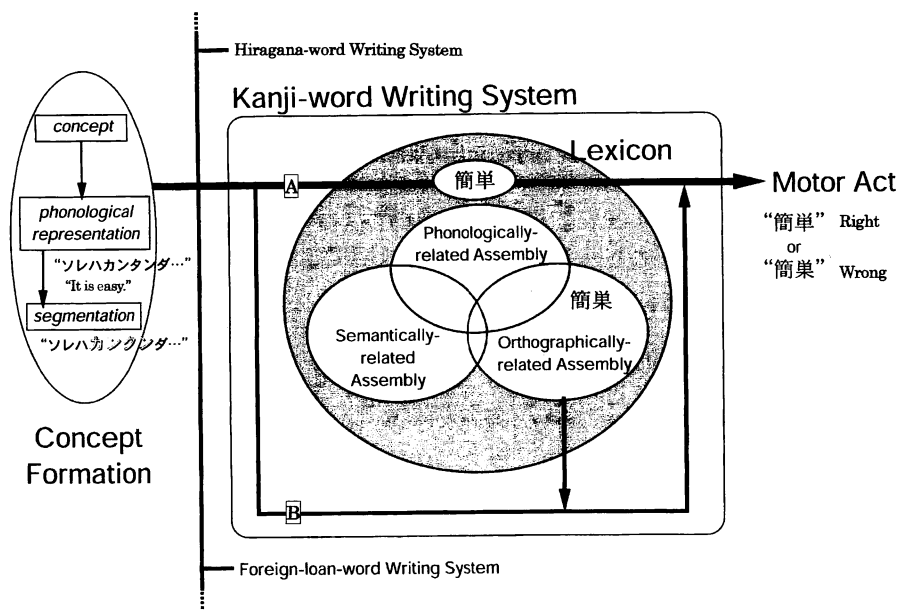 Hiragana-word Writing System
Kanji-word Writing System
Lexicon
concept
phonological
representation
“ソレハカンタンダ…”
“It is easy.”
segmentation
“ソレハカンタンダ…”
Concept
Formation
A
簡単
Phonologically-
related Assembly
Semantically-
related
Assembly
簡巣
Orthographically-
related Assembly
B
Motor Act
“簡単” Right
or
“簡巣” Wrong
Foreign-loan-word Writing System